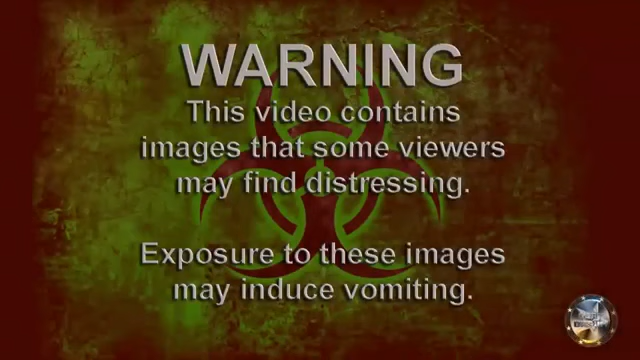 WARNING
This video contains
images that some viewers
may find distressing.
Exposure to these images
may induce vomiting.